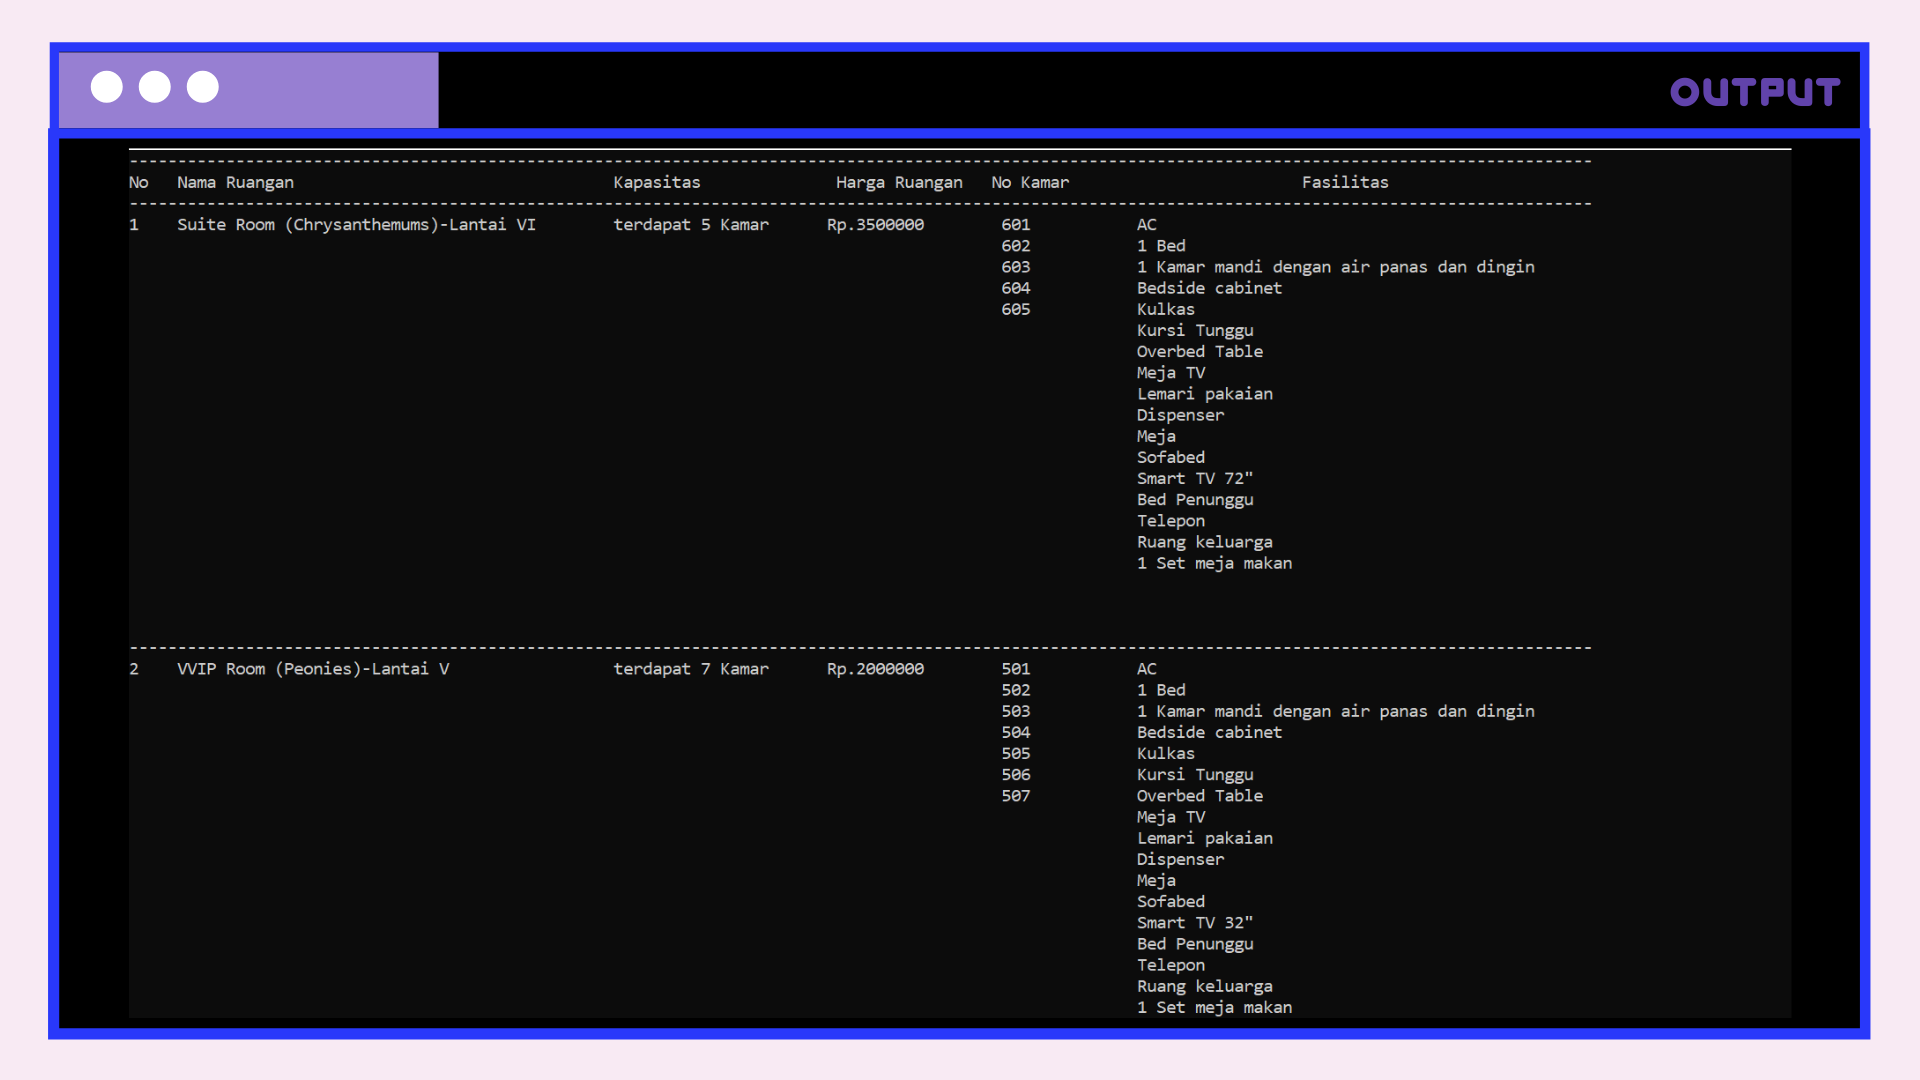 OUTPUT
No Nama Ruangan Kapasitas Harga Ruangan No Kamar Fasilitas
1 Suite Room (Chrysanthemums)-Lantai VI terdapat 5 Kamar Rp.3500000 601 AC
602 1 Bed
603 1 Kamar mandi dengan air panas dan dingin
604 Bedside cabinet
605 Kulkas
Kursi Tunggu
Overbed Table
Meja TV
Lemari pakaian
Dispenser
Meja
Sofabed
Smart TV 72"
Bed Penunggu
Telepon
Ruang keluarga
1 Set meja makan
2 VVIP Room (Peonies)-Lantai V terdapat 7 Kamar Rp.2000000 501 AC
502 1 Bed
503 1 Kamar mandi dengan air panas dan dingin
504 Bedside cabinet
505 Kulkas
506 Kursi Tunggu
507 Overbed Table
Meja TV
Lemari pakaian
Dispenser
Meja
Sofabed
Smart TV 32"
Bed Penunggu
Telepon
Ruang keluarga
1 Set meja makan